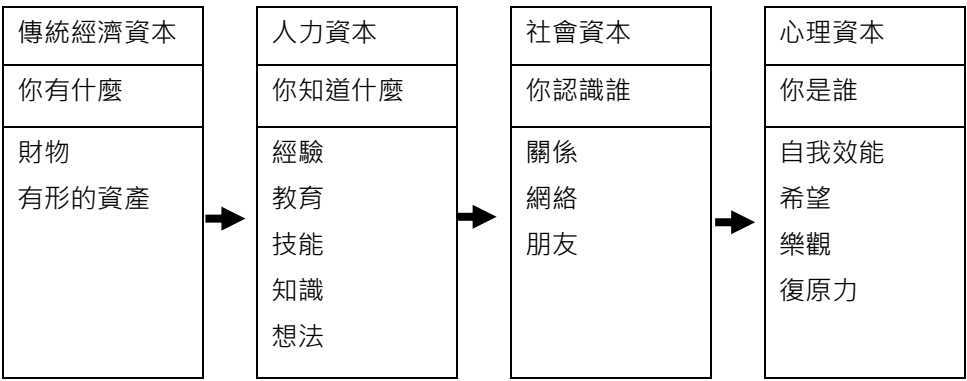 傳統經濟資本
你有什麼
財物
有形的資產
人力資本
你知道什麼
經驗
教育
技能
知識
想法
社會資本
你認識誰
關係
網絡
朋友
心理資本
你是誰
自我效能
希望
樂觀
復原力